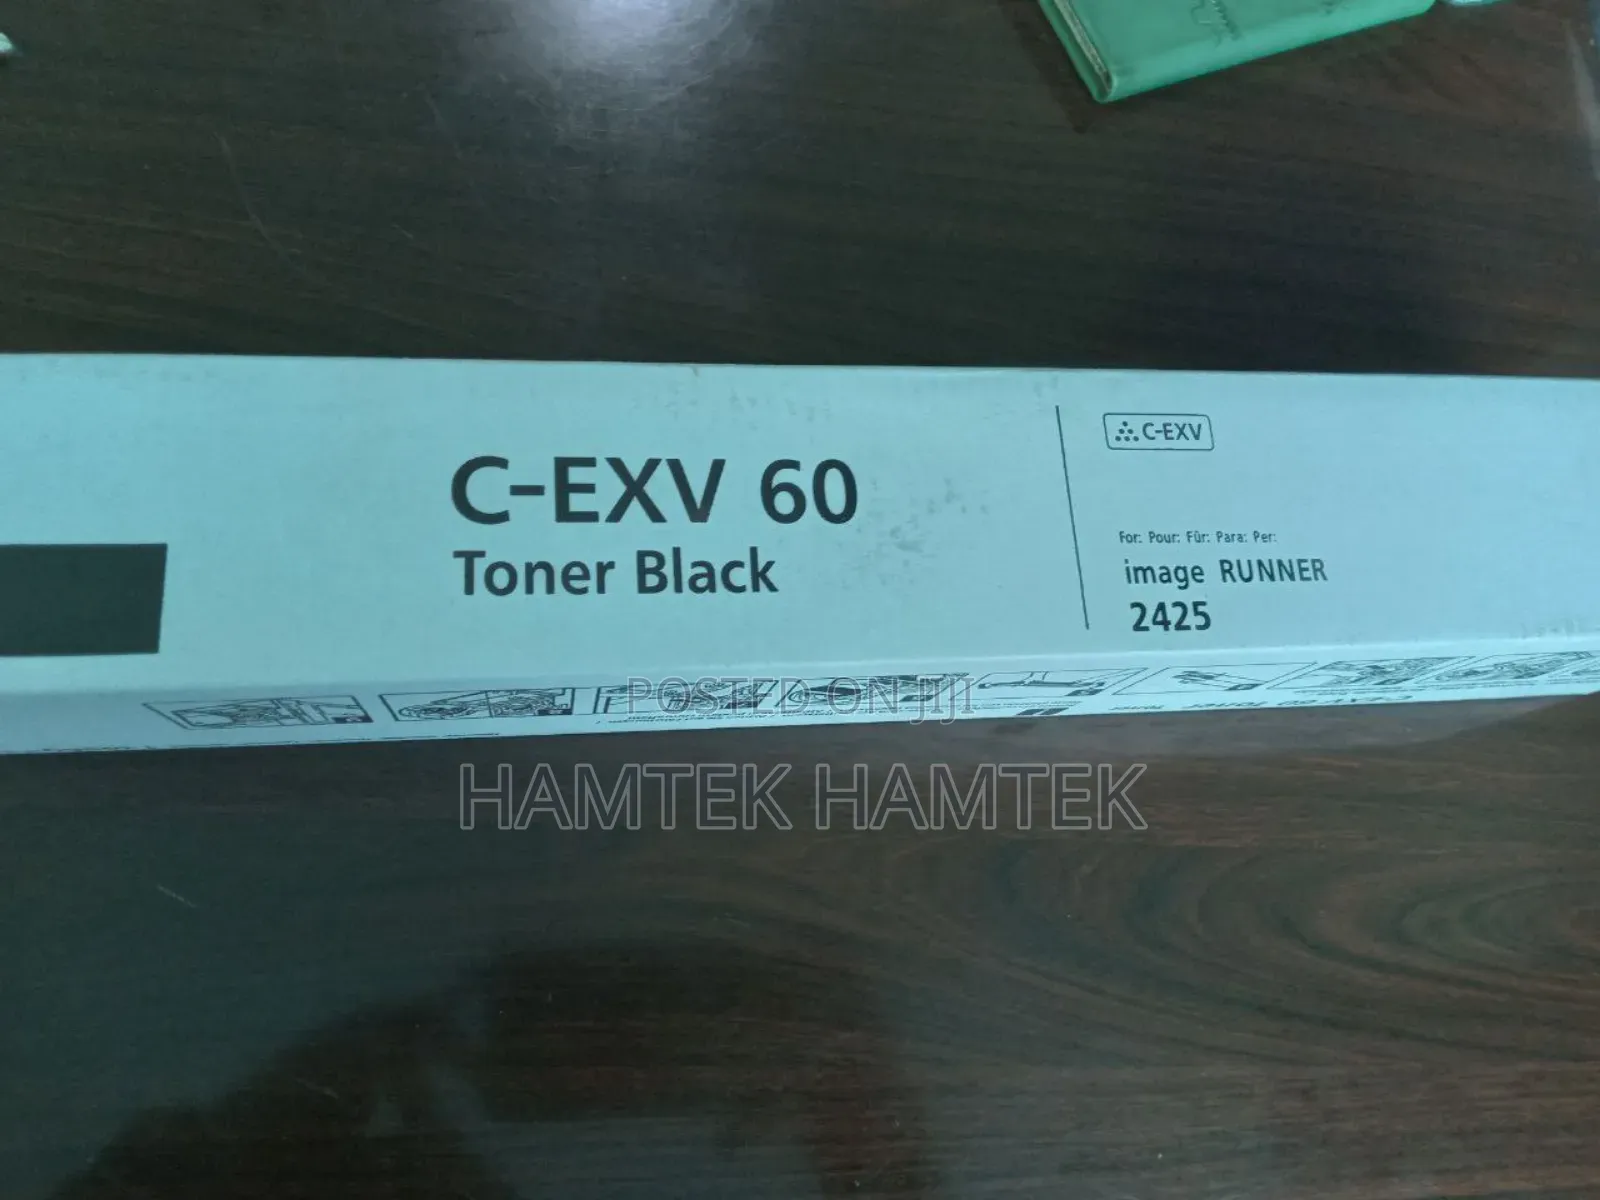 C-EXV 60
Toner Black
C-EXV
For: Pour: Für: Para: Per:
image RUNNER
2425
POSTED ON JIJI
HAMTEK HAMTEK